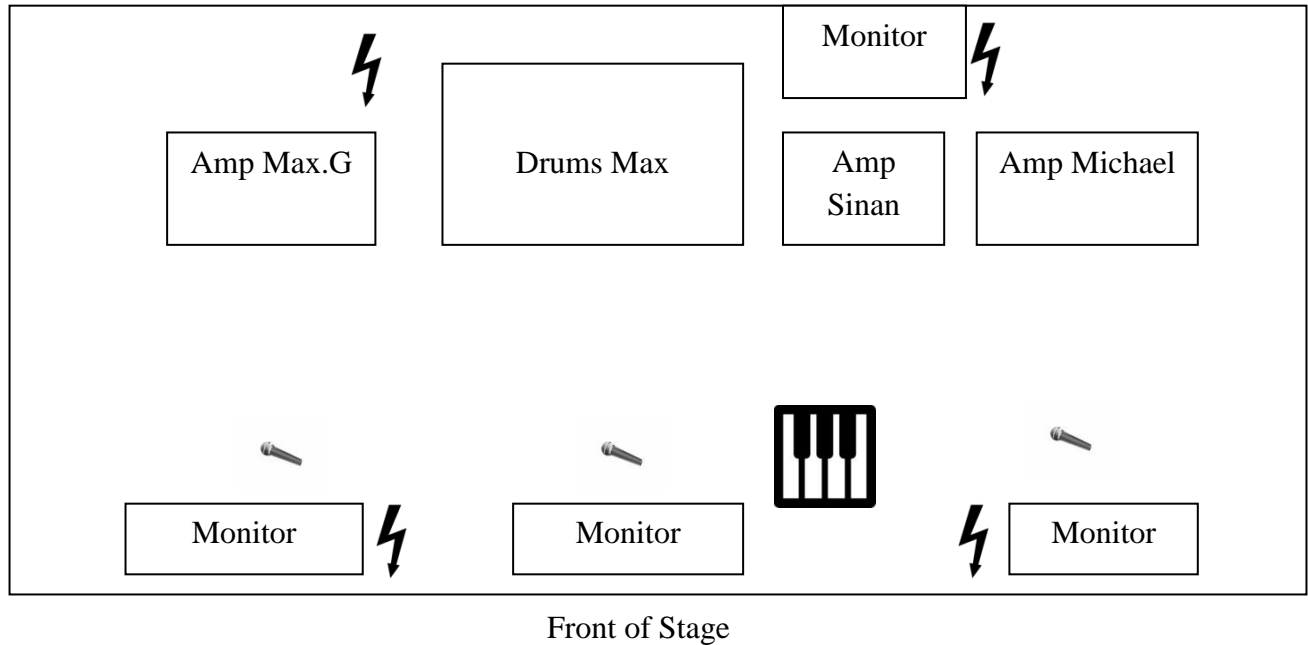 Monitor
Amp Max.G
Drums Max
Amp
Sinan
Amp Michael
Monitor
Monitor
Monitor
Front of Stage